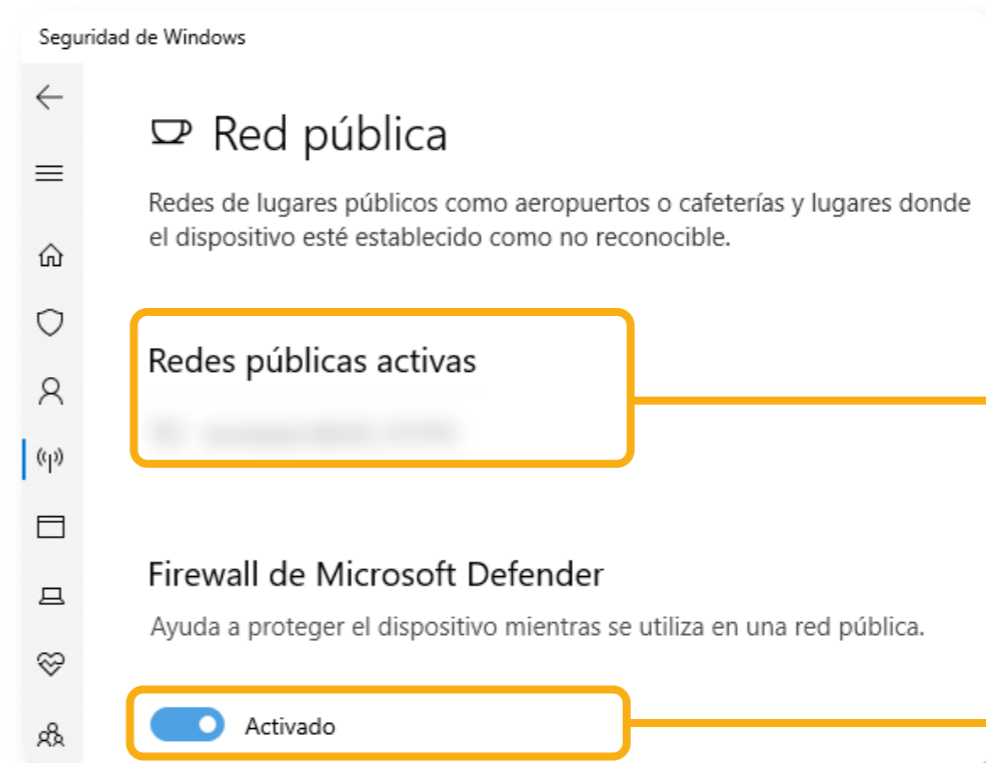 Seguridad de Windows
Red pública
Redes de lugares públicos como aeropuertos o cafeterías y lugares donde
el dispositivo esté establecido como no reconocible.
Redes públicas activas
Firewall de Microsoft Defender
Ayuda a proteger el dispositivo mientras se utiliza en una red pública.
Activado